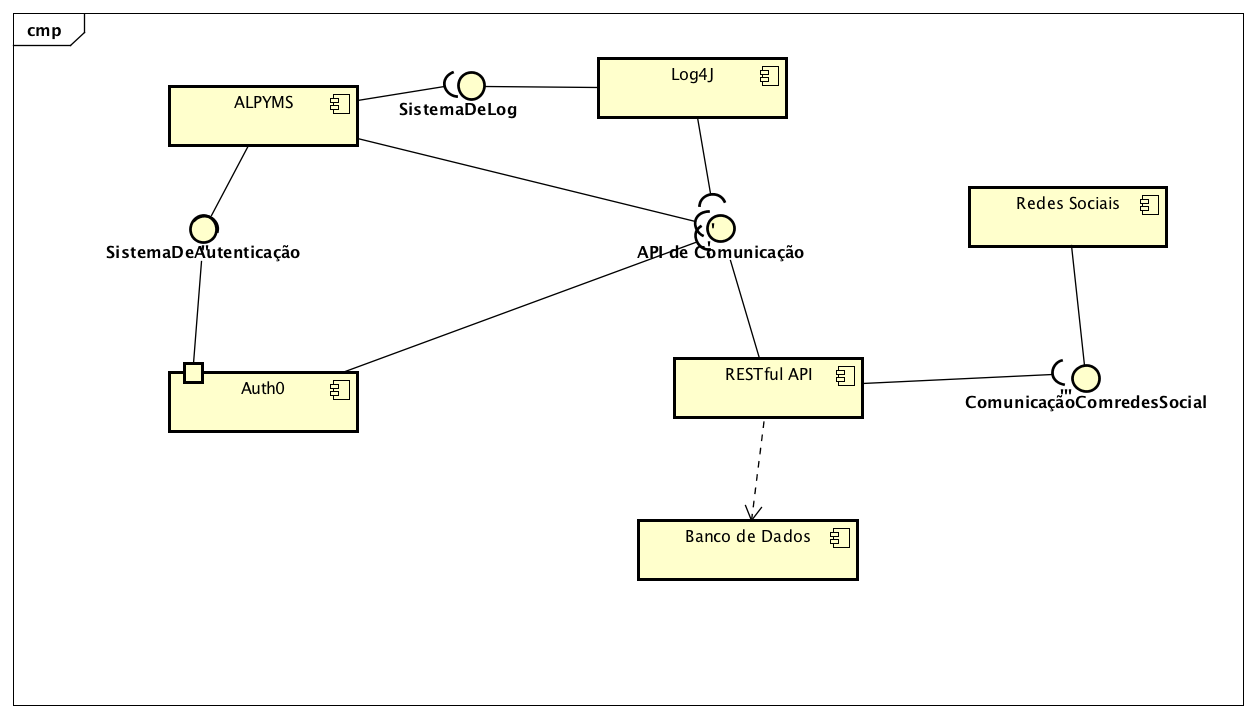 cmp
ALPYMS
Log4J
SistemaDeLog
Redes Sociais
SistemaDeAutenticação
API de Comunicação
Auth0
RESTful API
ComunicaçãoComredesSocial
Banco de Dados